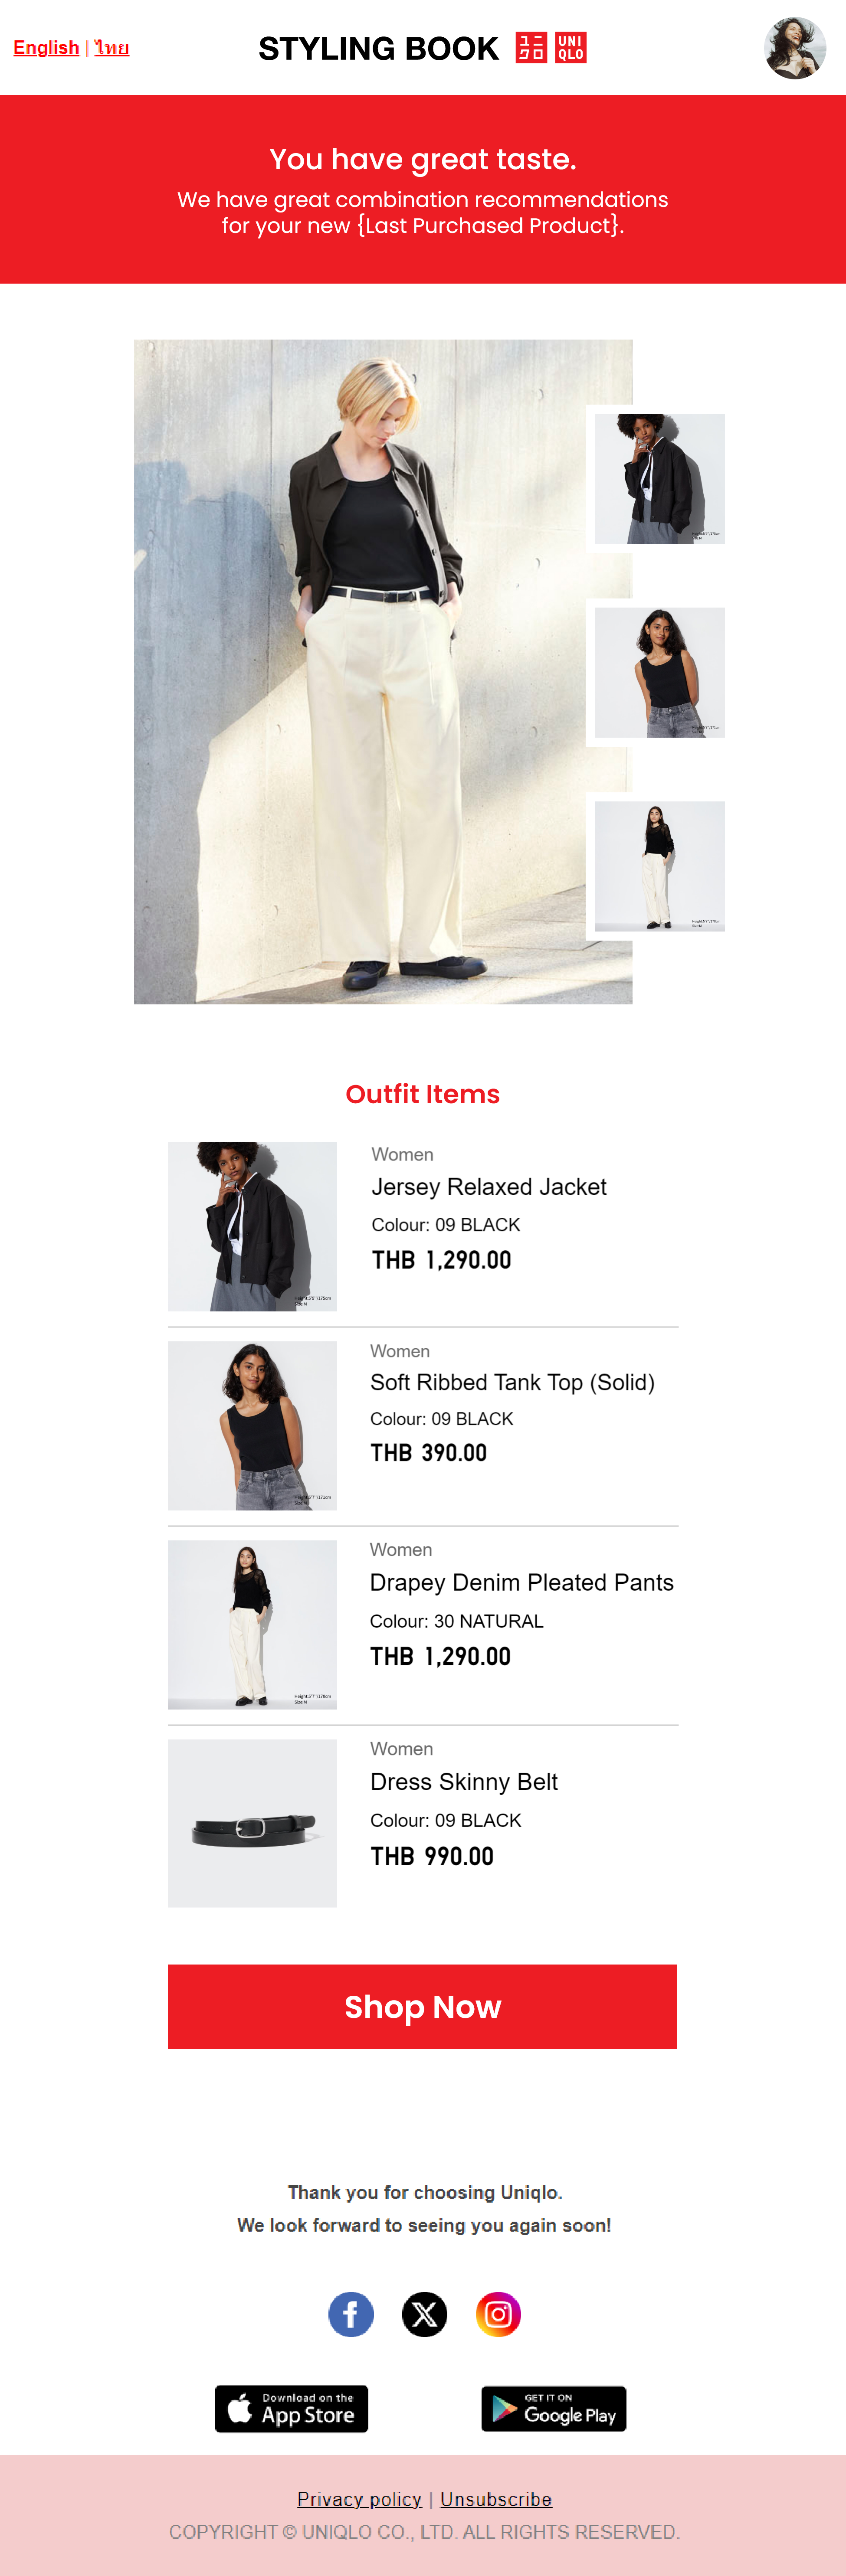 English | ไทย
STYLING BOOK
ユニ
クロ
UNI
QLO
You have great taste.
We have great combination recommendations
for your new {Last Purchased Product}.
Outfit Items
Women
Jersey Relaxed Jacket
Colour: 09 BLACK
THB 1,290.00
Women
Soft Ribbed Tank Top (Solid)
Colour: 09 BLACK
THB 390.00
Women
Drapey Denim Pleated Pants
Colour: 30 NATURAL
THB 1,290.00
Women
Dress Skinny Belt
Colour: 09 BLACK
THB 990.00
Shop Now
Thank you for choosing Uniqlo.
We look forward to seeing you again soon!
Download on the
App Store
GET IT ON
Google Play
Privacy policy | Unsubscribe
COPYRIGHT © UNIQLO CO., LTD. ALL RIGHTS RESERVED.